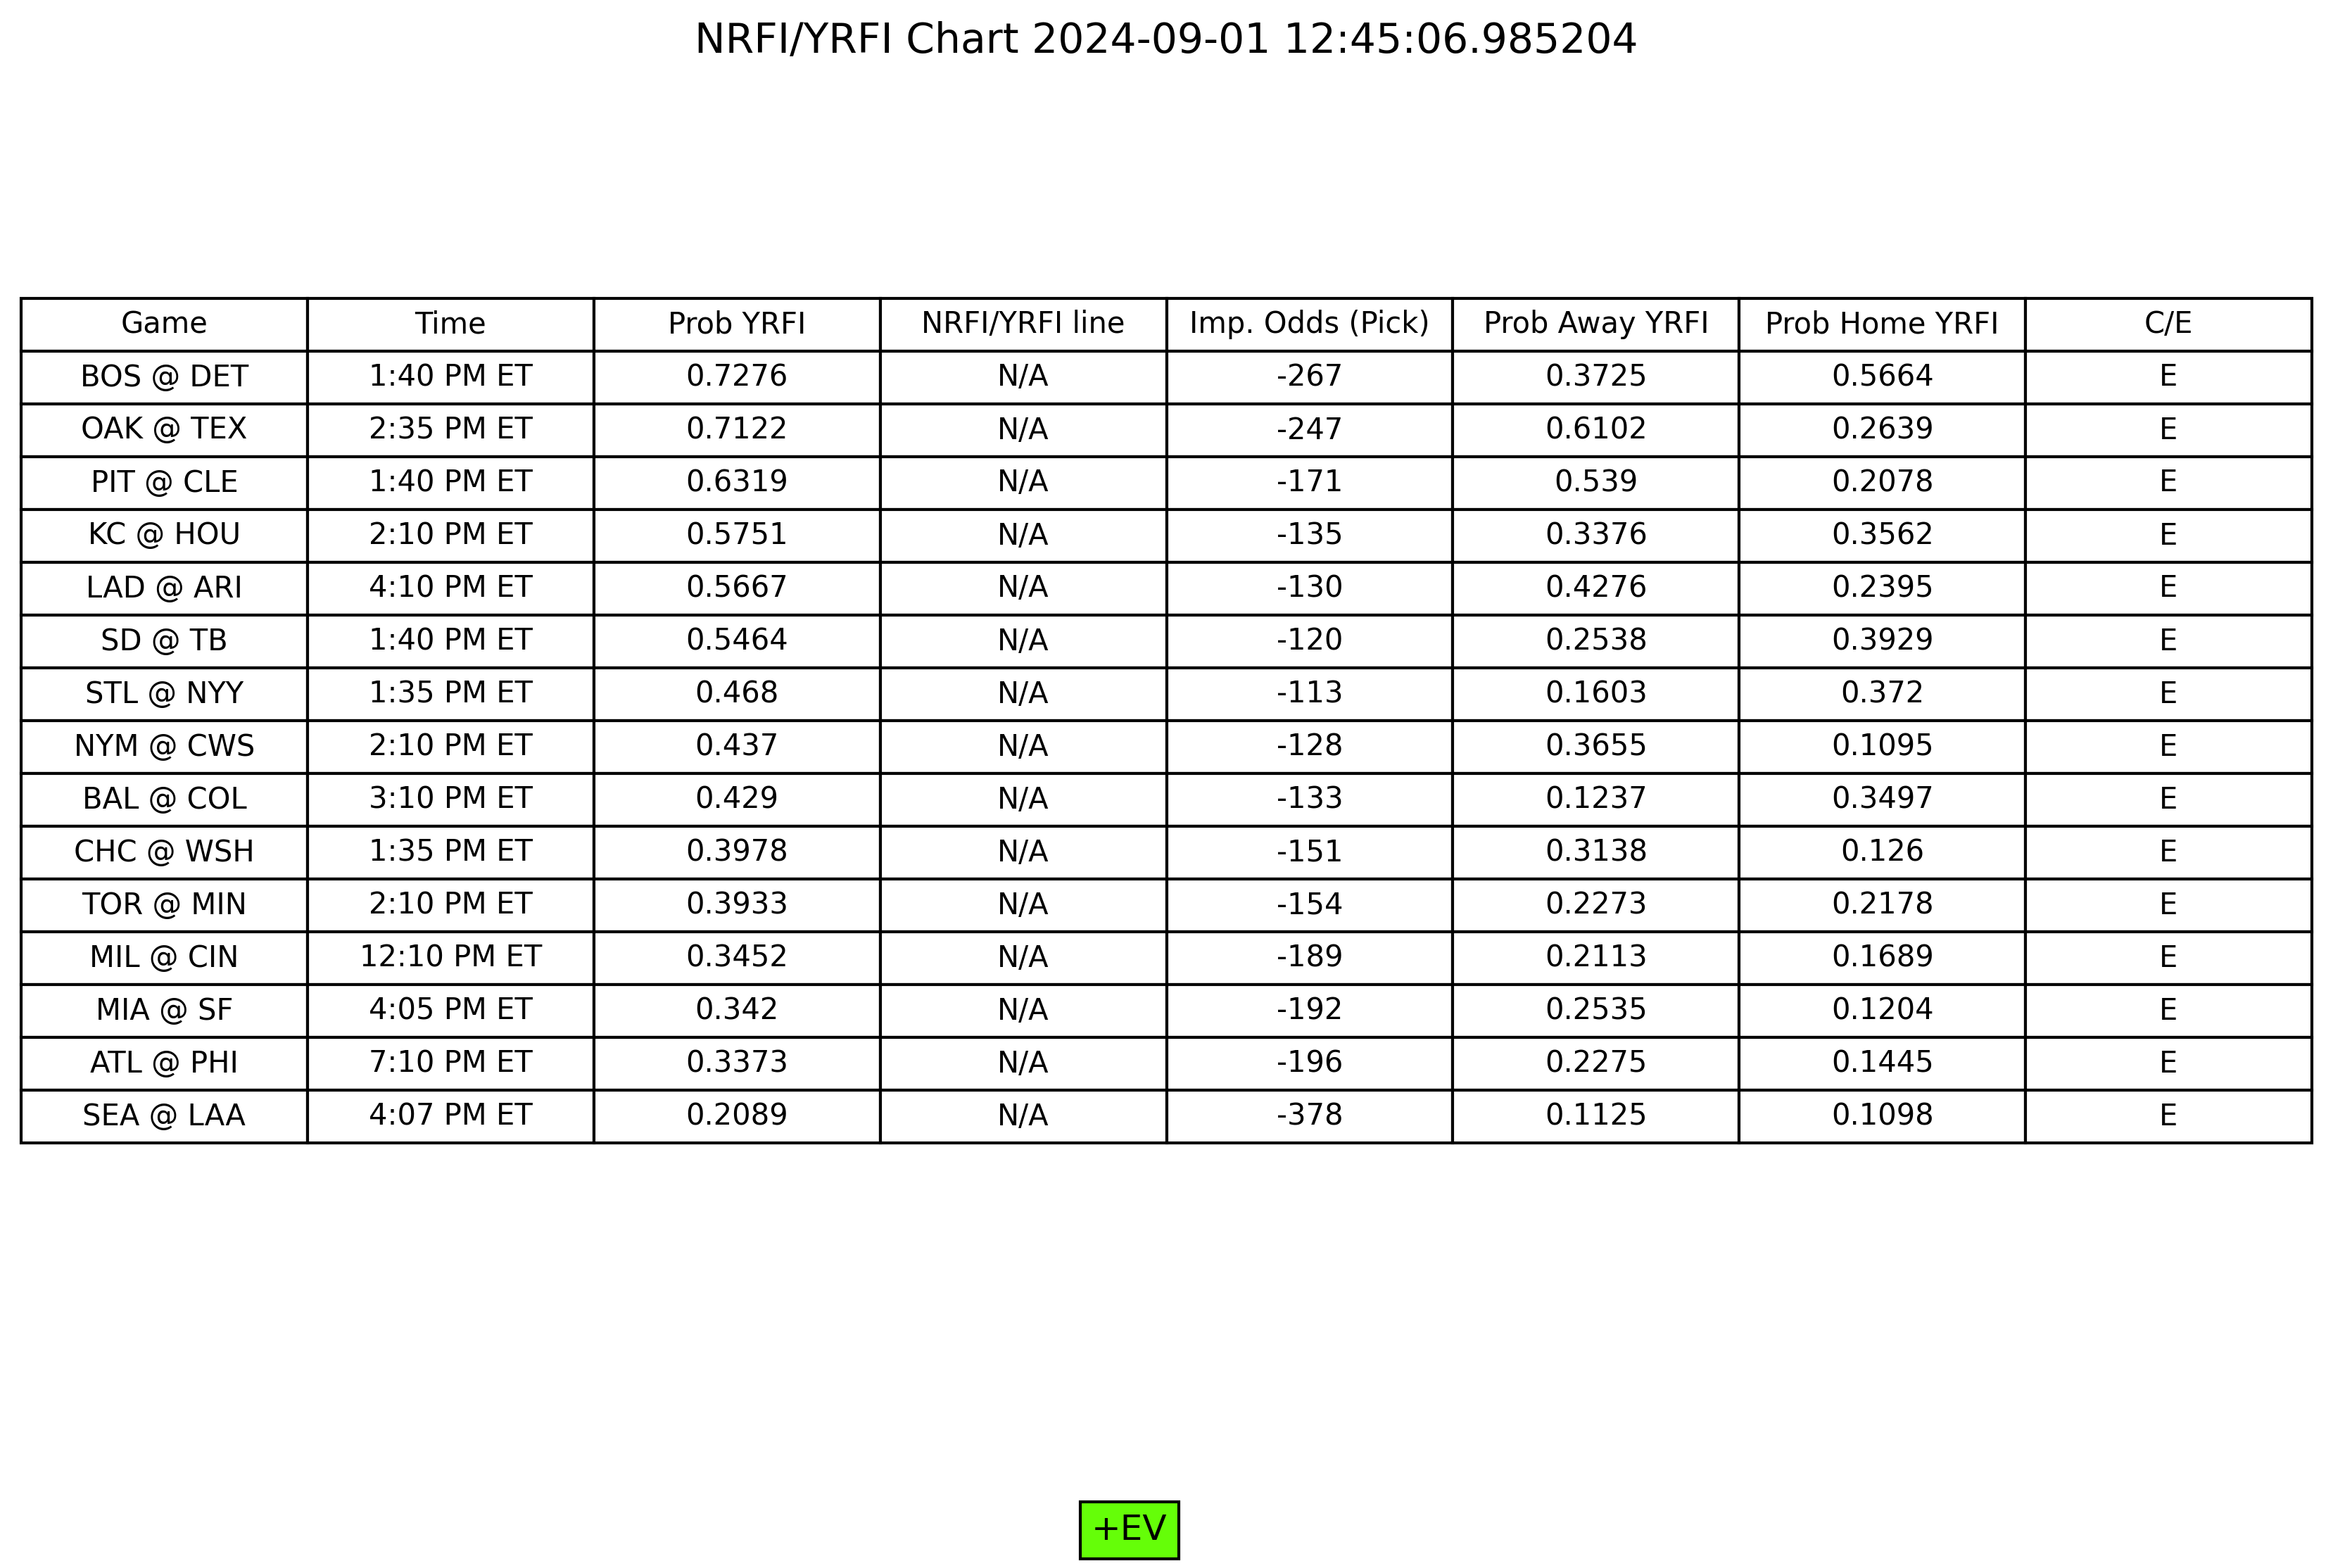 NRFI/YRFI Chart 2024-09-01 12:45:06.985204
Game Time Prob YRFI NRFI/YRFI line Imp. Odds (Pick) Prob Away YRFI Prob Home YRFI C/E
BOS @ DET 1:40 PM ET 0.7276 N/A -267 0.3725 0.5664 E
OAK @ TEX 2:35 PM ET 0.7122 N/A -247 0.6102 0.2639 E
PIT @ CLE 1:40 PM ET 0.6319 N/A -171 0.539 0.2078 E
KC @ HOU 2:10 PM ET 0.5751 N/A -135 0.3376 0.3562 E
LAD @ ARI 4:10 PM ET 0.5667 N/A -130 0.4276 0.2395 E
SD @ TB 1:40 PM ET 0.5464 N/A -120 0.2538 0.3929 E
STL @ NYY 1:35 PM ET 0.468 N/A -113 0.1603 0.372 E
NYM @ CWS 2:10 PM ET 0.437 N/A -128 0.3655 0.1095 E
BAL @ COL 3:10 PM ET 0.429 N/A -133 0.1237 0.3497 E
CHC @ WSH 1:35 PM ET 0.3978 N/A -151 0.3138 0.126 E
TOR @ MIN 2:10 PM ET 0.3933 N/A -154 0.2273 0.2178 E
MIL @ CIN 12:10 PM ET 0.3452 N/A -189 0.2113 0.1689 E
MIA @ SF 4:05 PM ET 0.342 N/A -192 0.2535 0.1204 E
ATL @ PHI 7:10 PM ET 0.3373 N/A -196 0.2275 0.1445 E
SEA @ LAA 4:07 PM ET 0.2089 N/A -378 0.1125 0.1098 E
+EV